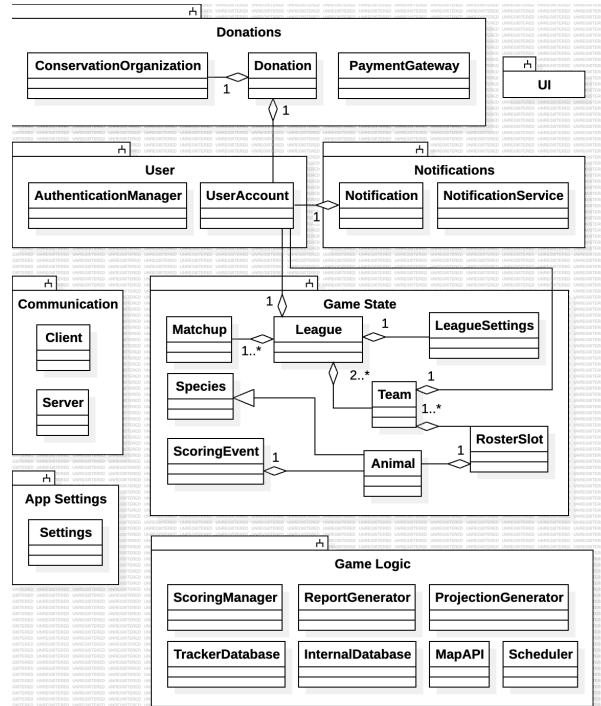 Donations
ConservationOrganization
Donation
PaymentGateway
1
1
UI
User
AuthenticationManager
UserAccount
1
Notifications
Notification
NotificationService
Communication
Client
Server
Game State
1
Matchup
League
1
LeagueSettings
1..*
Species
2..*
Team
1
1..*
ScoringEvent
1
Animal
1
RosterSlot
App Settings
Settings
Game Logic
ScoringManager
ReportGenerator
ProjectionGenerator
TrackerDatabase
InternalDatabase
MapAPI
Scheduler
UNREGISTERED